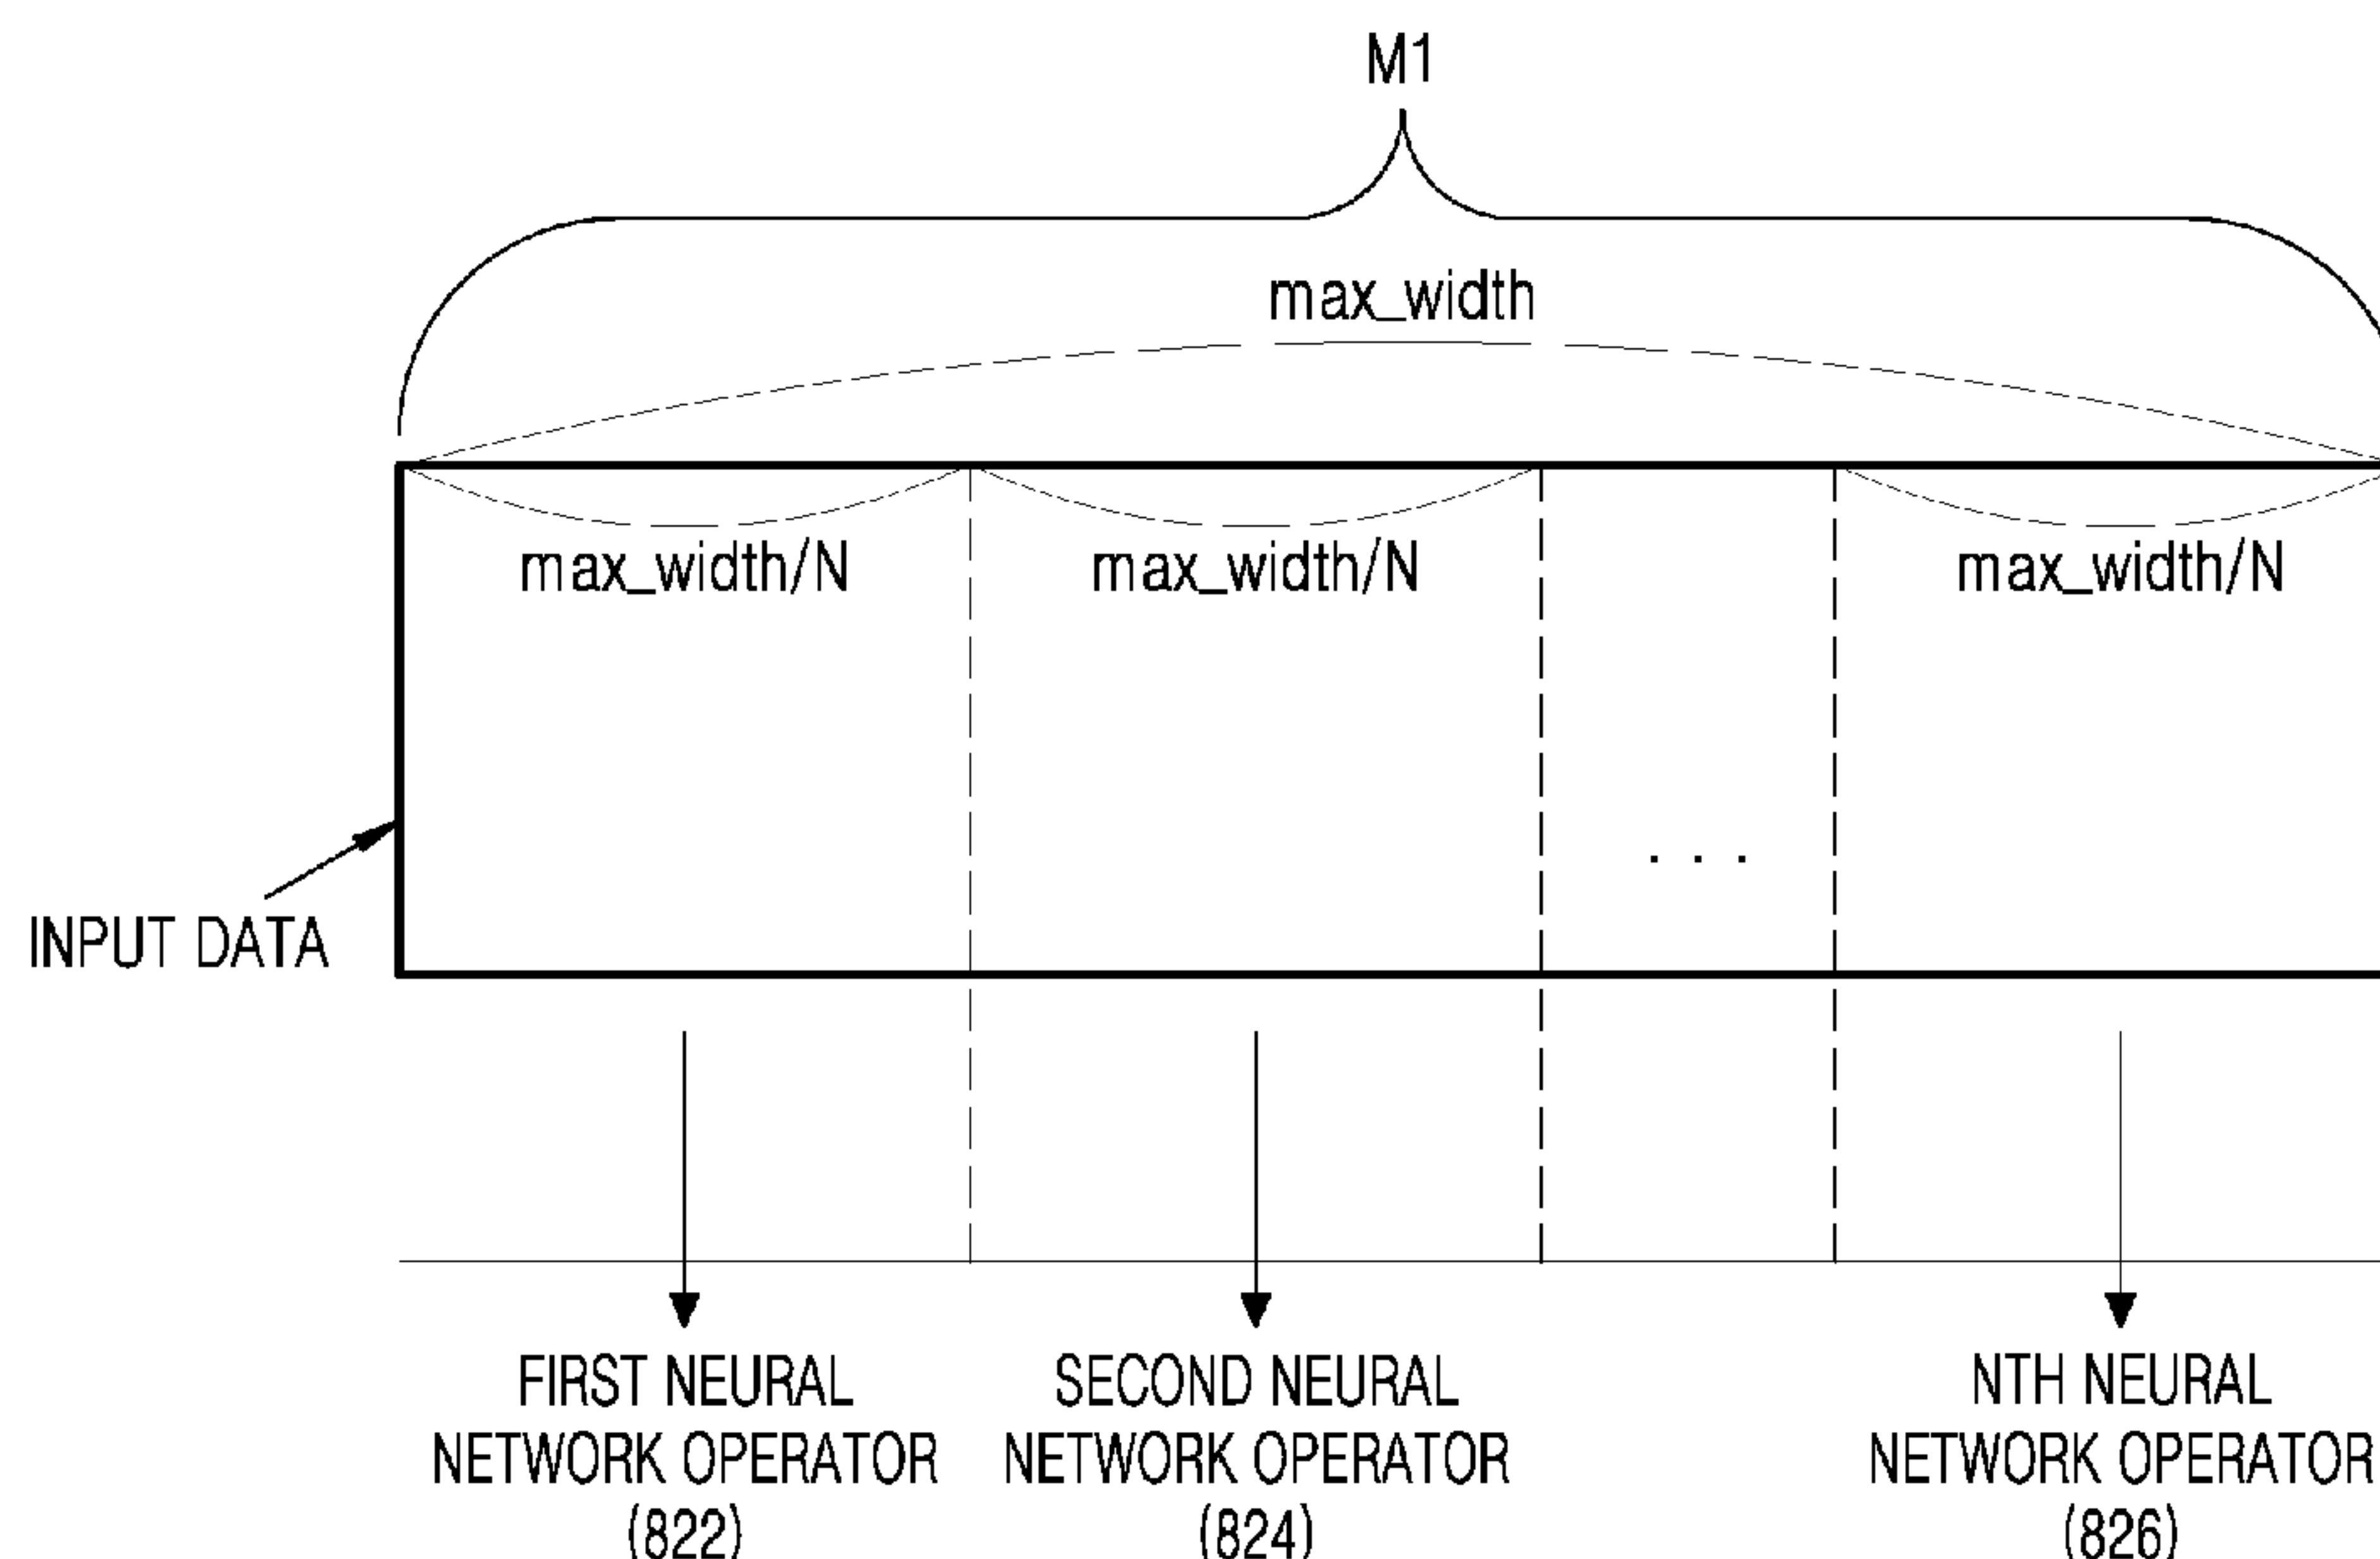 M1
max_width
max_width/N max_width/N max_width/N
. . .
INPUT DATA
FIRST NEURAL
NETWORK OPERATOR
(822)
SECOND NEURAL
NETWORK OPERATOR
(824)
NTH NEURAL
NETWORK OPERATOR
(826)